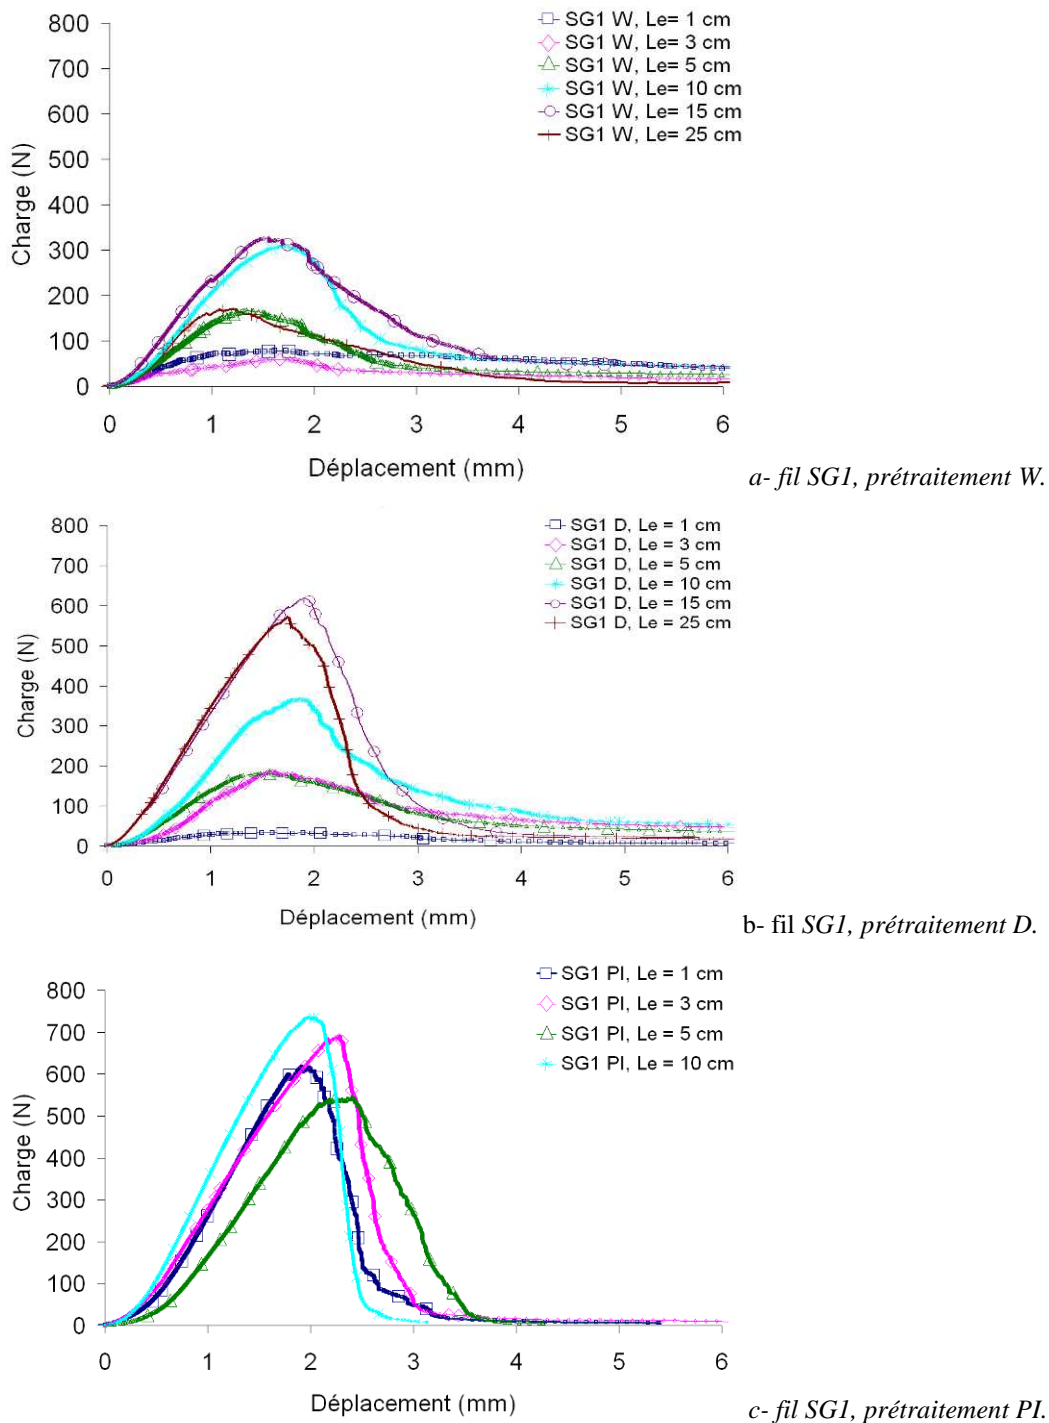 800
700
600
500
400
300
200
100
0
Charge (N)
SG1 W, Le= 1 cm
SG1 W, Le= 3 cm
SG1 W, Le= 5 cm
SG1 W, Le= 10 cm
SG1 W, Le= 15 cm
SG1 W, Le= 25 cm
0 1 2 3 4 5 6
Déplacement (mm)
a- fil SG1, prétraitement W.
800
700
600
500
400
300
200
100
0
Charge (N)
SG1 D, Le = 1 cm
SG1 D, Le = 3 cm
SG1 D, Le = 5 cm
SG1 D, Le = 10 cm
SG1 D, Le = 15 cm
SG1 D, Le = 25 cm
0 1 2 3 4 5 6
Déplacement (mm)
b- fil SG1, prétraitement D.
800
700
600
500
400
300
200
100
0
Charge (N)
SG1 PI, Le = 1 cm
SG1 PI, Le = 3 cm
SG1 PI, Le = 5 cm
SG1 PI, Le = 10 cm
0 1 2 3 4 5 6
Déplacement (mm)
c- fil SG1, prétraitement PI.